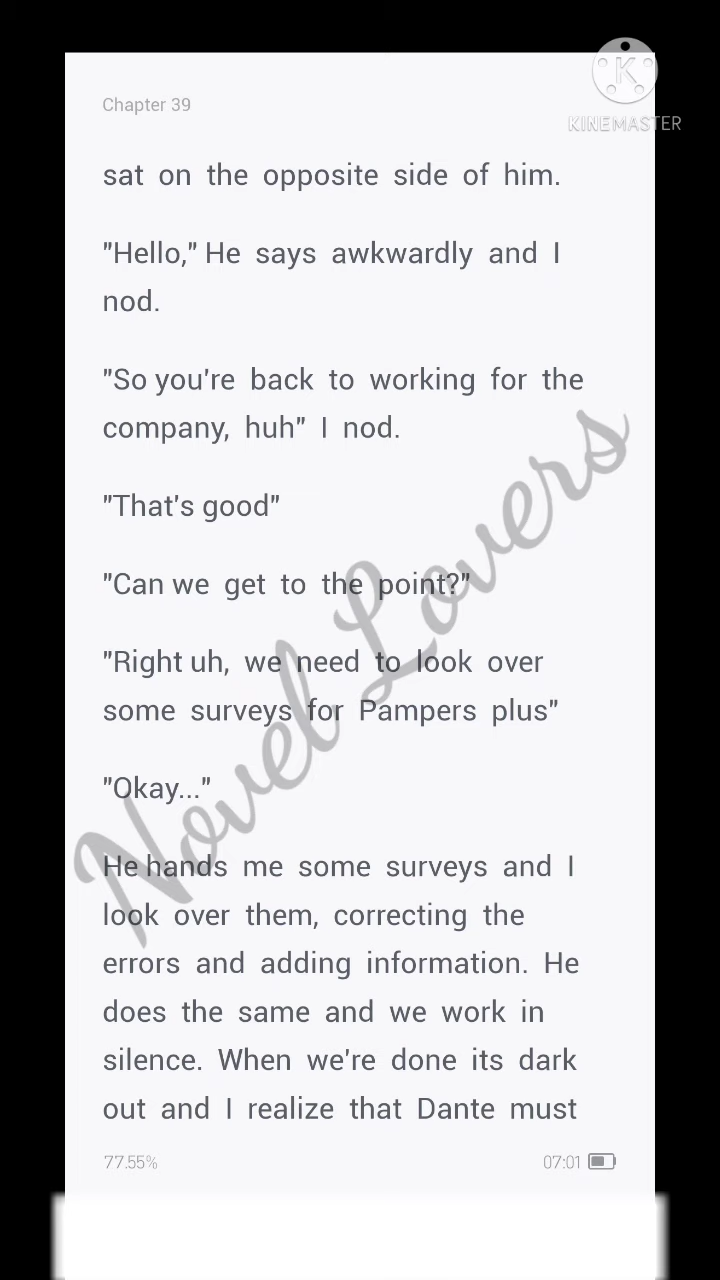 K
KINEMASTER
Chapter 39
sat on the opposite side of him.
"Hello," He says awkwardly and I
nod.
"So you're back to working for the
company, huh" I nod.
"That's good"
"Can we get to the point?"
"Right uh, we need to look over
some surveys for Pampers plus"
"Okay..."
He hands me some surveys and I
look over them, correcting the
errors and adding information. He
does the same and we work in
silence. When we're done its dark
out and I realize that Dante must
Novel Lovers
77.55%
07:01